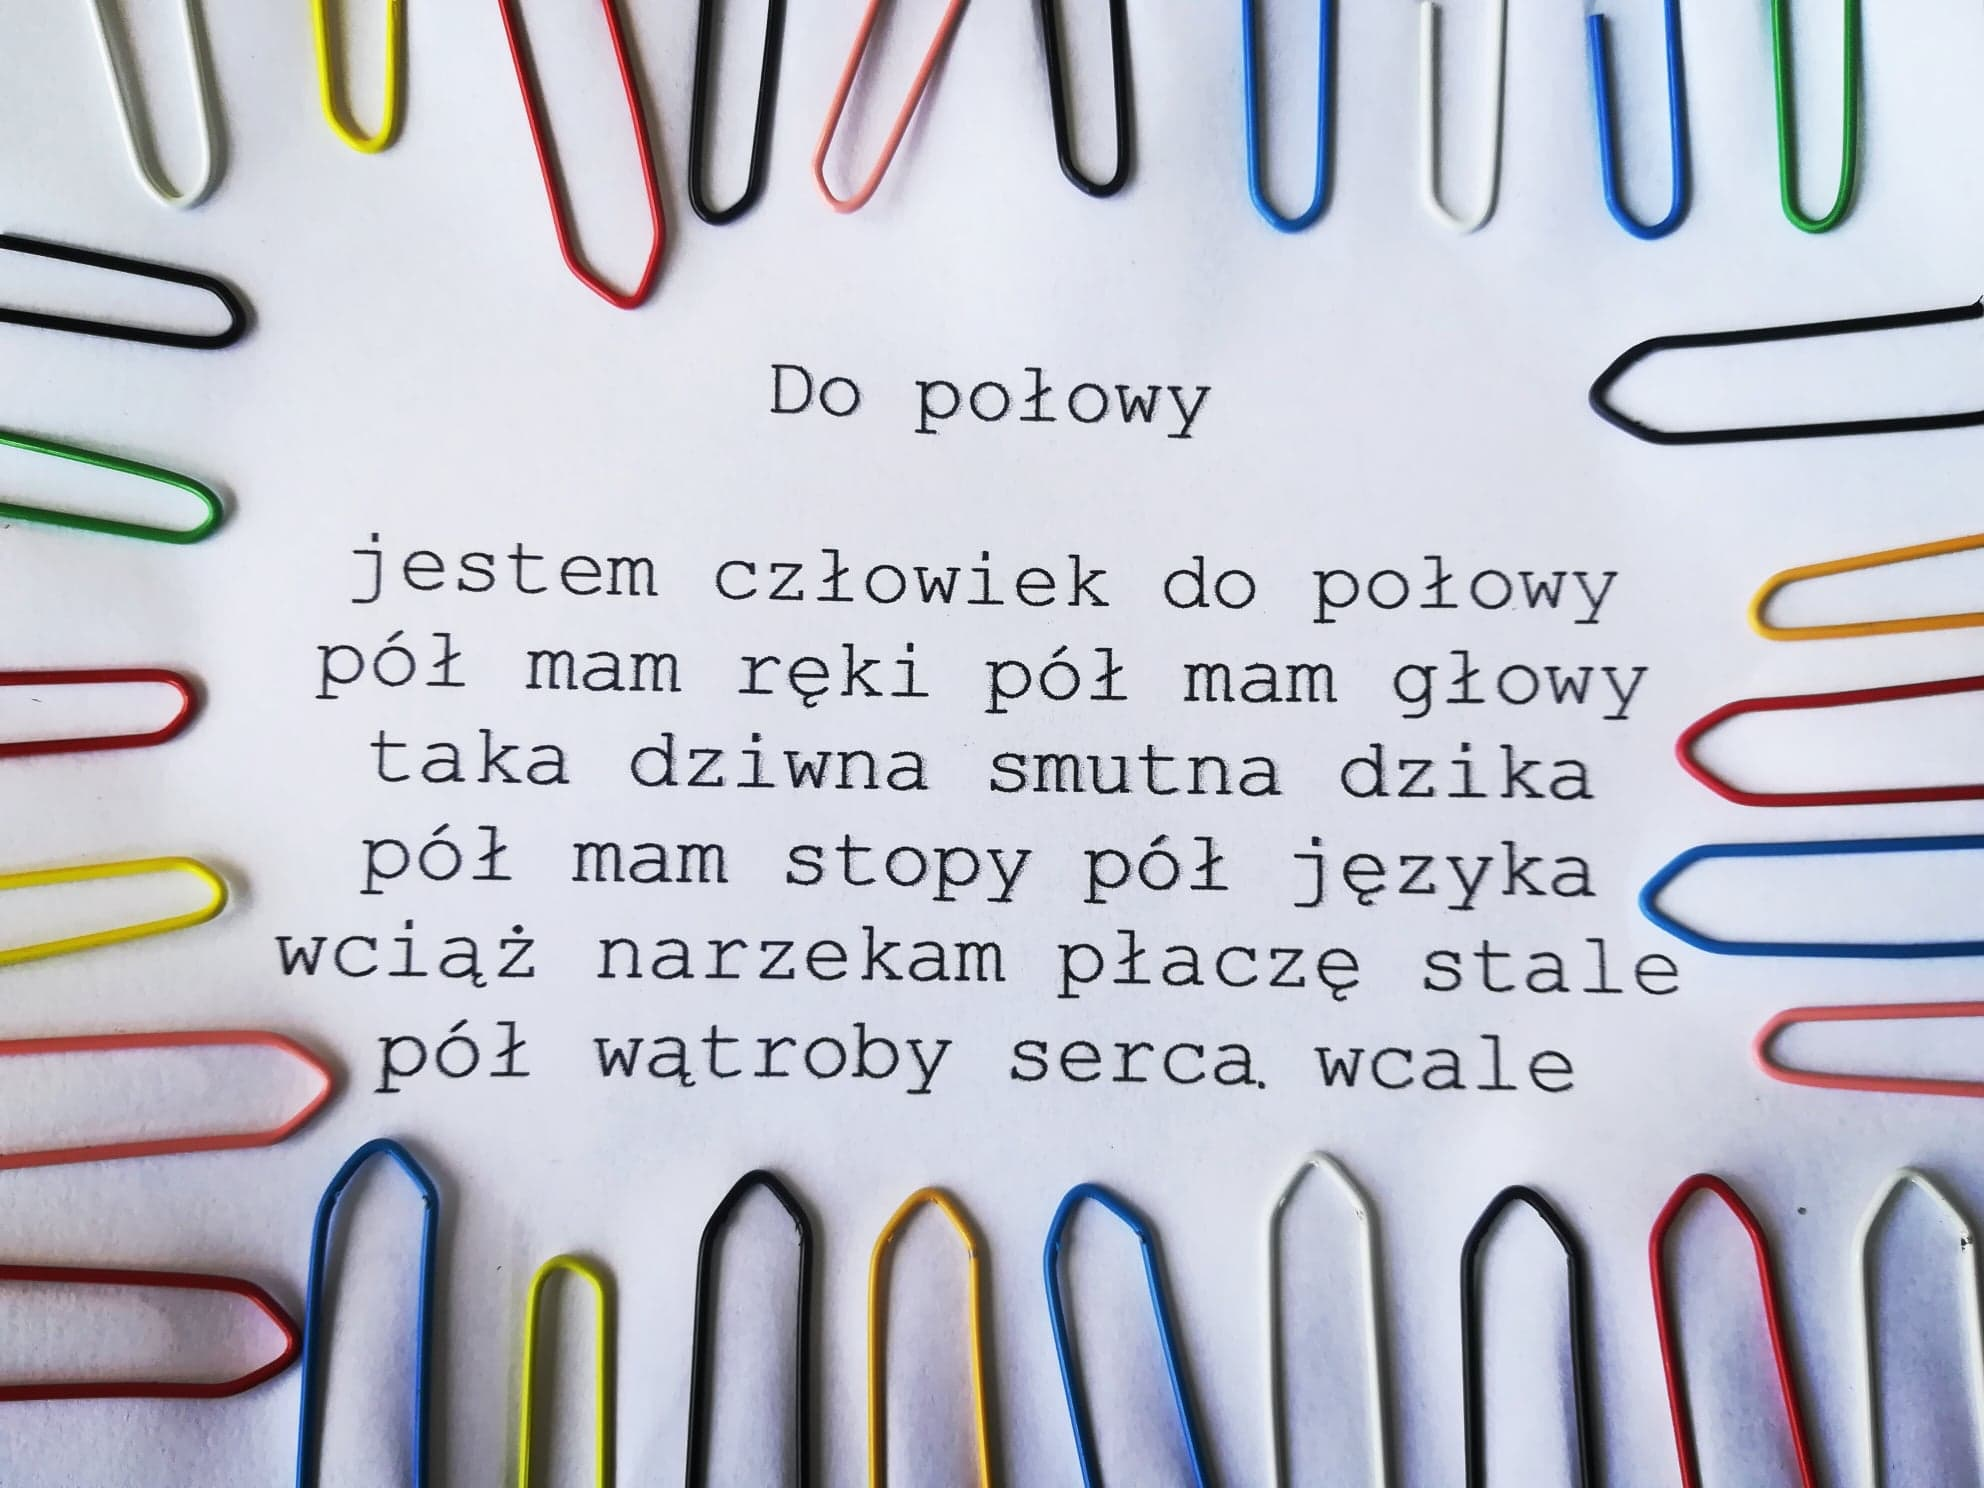 Do połowy
jestem człowiek do połowy
pół mam ręki pół mam głowy
taka dziwna smutna dzika
pół mam stopy pół języka
wciąż narzekam płaczę stale
pół wątroby serca. wcale